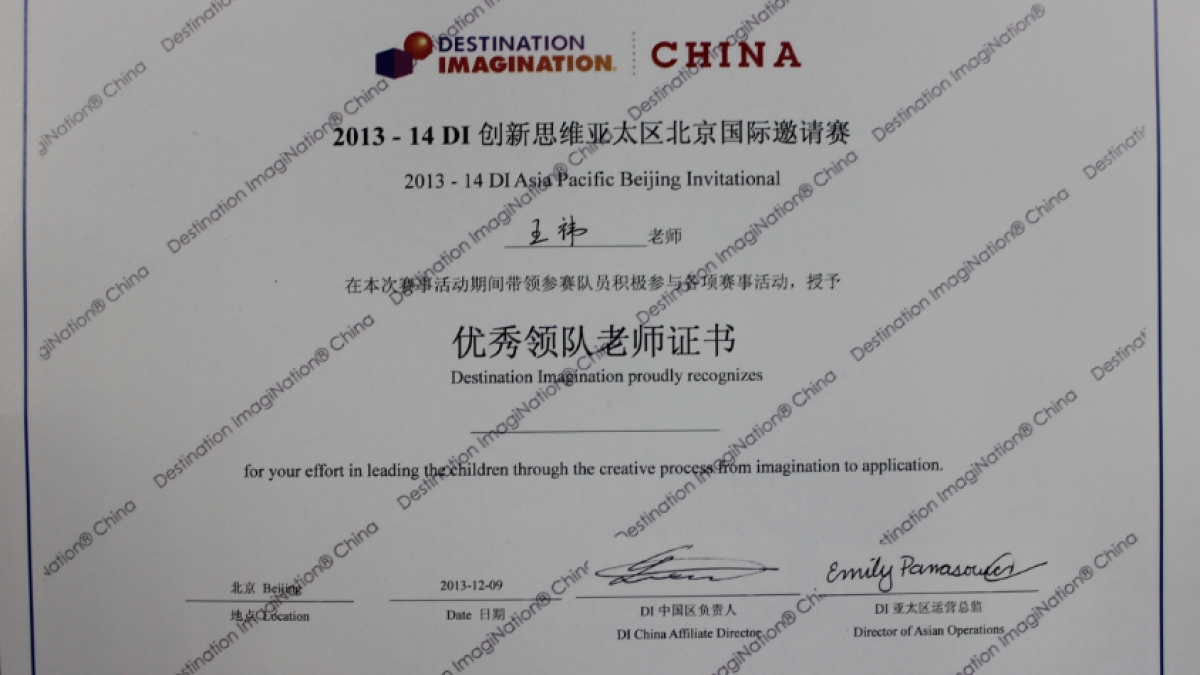 DESTINATION
IMAGINATION. CHINA
2013 - 14 DI 创新思维亚太区北京国际邀请赛
2013 - 14 DI Asia Pacific Beijing Invitational
王祎 老师
在本次赛事活动期间带领参赛队员积极参与各项赛事活动，授予
优秀领队老师证书
Destination Imagination proudly recognizes
for your effort in leading the children through the creative process from imagination to application.
北京 Beijing 2013-12-09 Emily Panasowich
地点 Location Date 日期 DI 中国区负责人 DI 亚太区运营总监
DI China Affiliate Director Director of Asian Operations
Destination ImagiNation® China